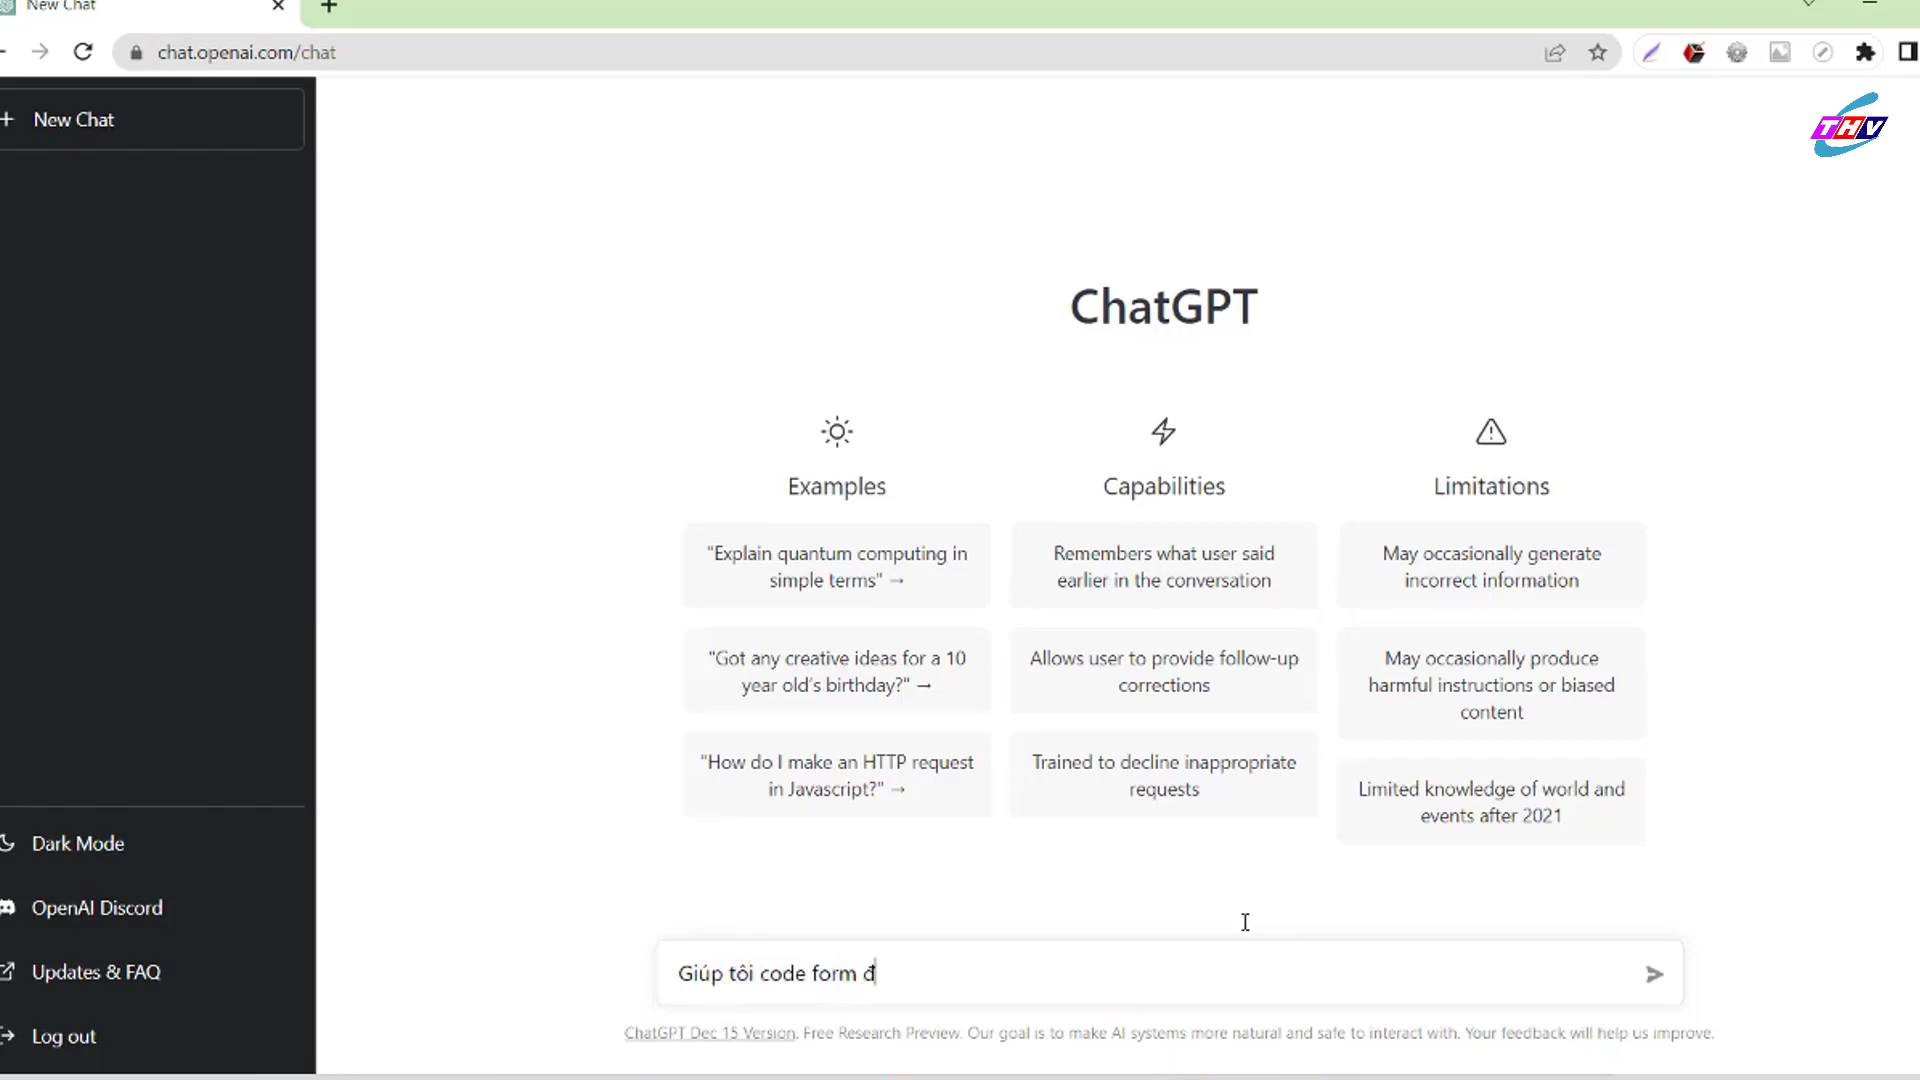 New Chat
chat.openai.com/chat
New Chat
THV
ChatGPT
Examples
Capabilities
Limitations
"Explain quantum computing in
simple terms" →
Remembers what user said
earlier in the conversation
May occasionally generate
incorrect information
"Got any creative ideas for a 10
year old's birthday?" →
Allows user to provide follow-up
corrections
May occasionally produce
harmful instructions or biased
content
"How do I make an HTTP request
in Javascript?" →
Trained to decline inappropriate
requests
Limited knowledge of world and
events after 2021
Dark Mode
OpenAI Discord
Updates & FAQ
Log out
Giúp tôi code form đ
ChatGPT Dec 15 Version. Free Research Preview. Our goal is to make AI systems more natural and safe to interact with. Your feedback will help us improve.